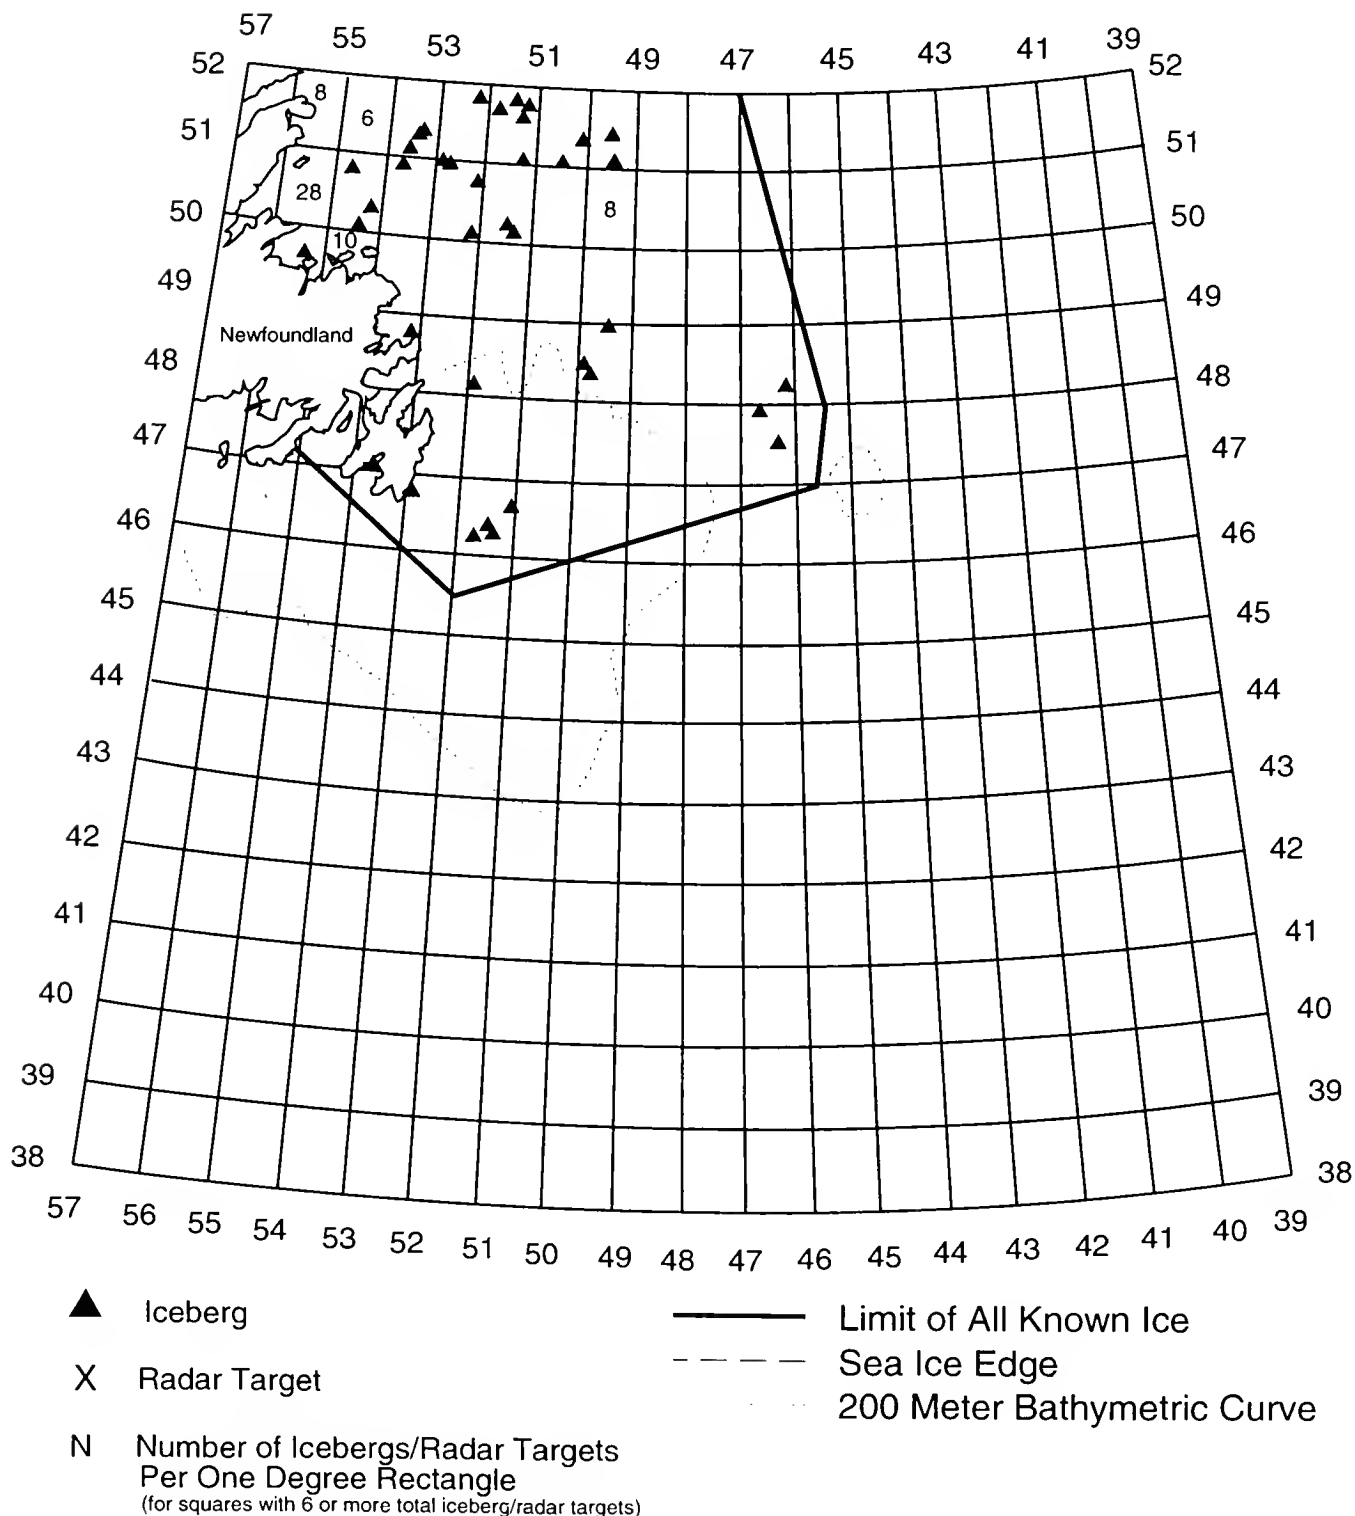 57 55 53 51 49 47 45 43 41 39
52 52
8
6
51 51
28
50 8 50
10
49 49
Newfoundland
48 48
47 47
46 46
45 45
44 44
43 43
42 42
41 41
40 40
39 39
38 38
57 56 55 54 53 52 51 50 49 48 47 46 45 44 43 42 41 40 39
Iceberg
Limit of All Known Ice
Sea Ice Edge
X Radar Target
200 Meter Bathymetric Curve
N Number of Icebergs/Radar Targets
Per One Degree Rectangle
(for squares with 6 or more total iceberg/radar targets)